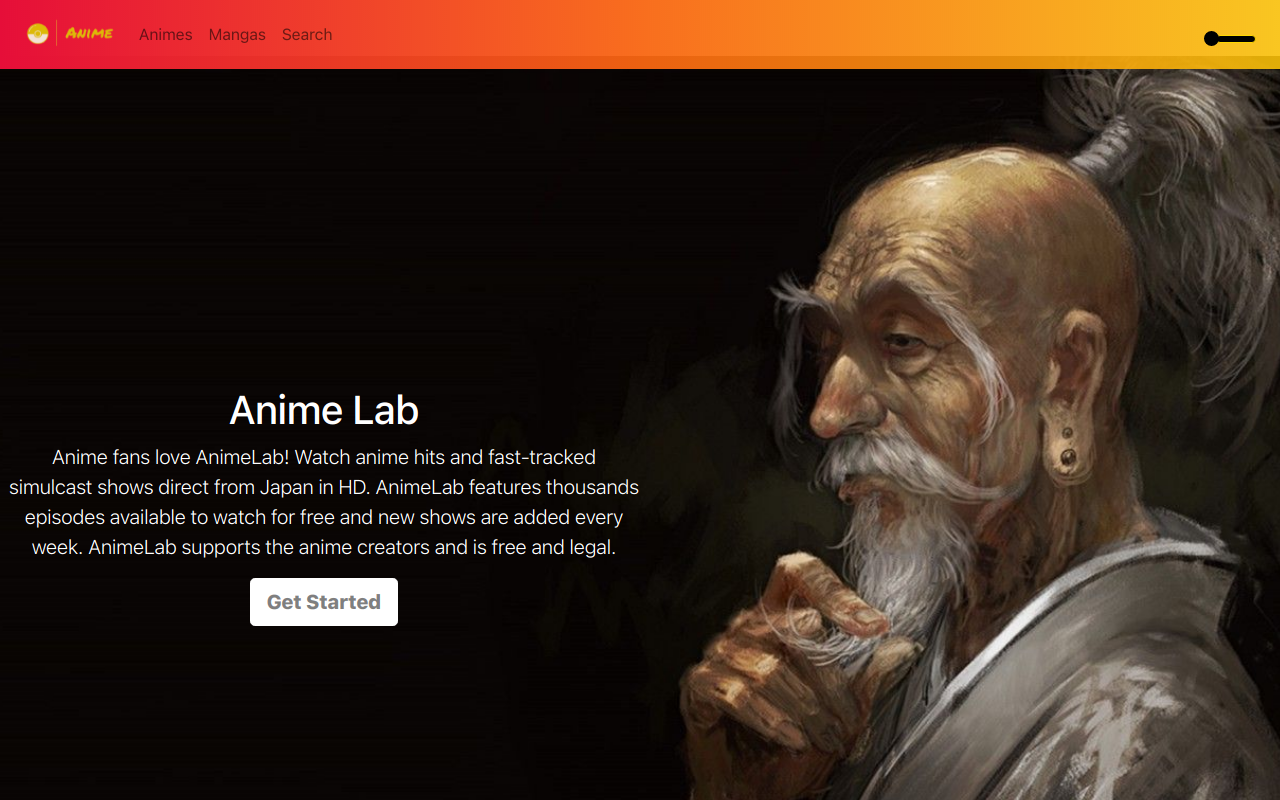 Anime
Animes Mangas Search
Anime Lab
Anime fans love AnimeLab! Watch anime hits and fast-tracked
simulcast shows direct from Japan in HD. AnimeLab features thousands
episodes available to watch for free and new shows are added every
week. AnimeLab supports the anime creators and is free and legal.
Get Started